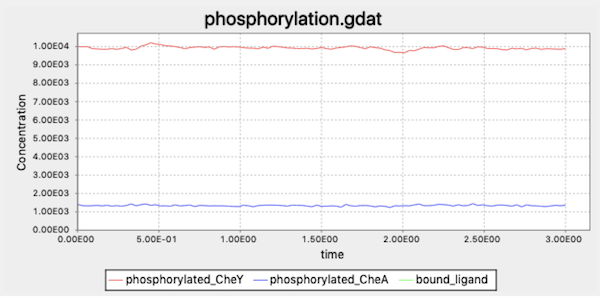 phosphorylation.gdat
Concentration
1.00E04
9.00E03
8.00E03
7.00E03
6.00E03
5.00E03
4.00E03
3.00E03
2.00E03
1.00E03
0.00E00
0.00E00 5.00E-01 1.00E00 1.50E00 2.00E00 2.50E00 3.00E00
time
phosphorylated_CheY phosphorylated_CheA bound_ligand